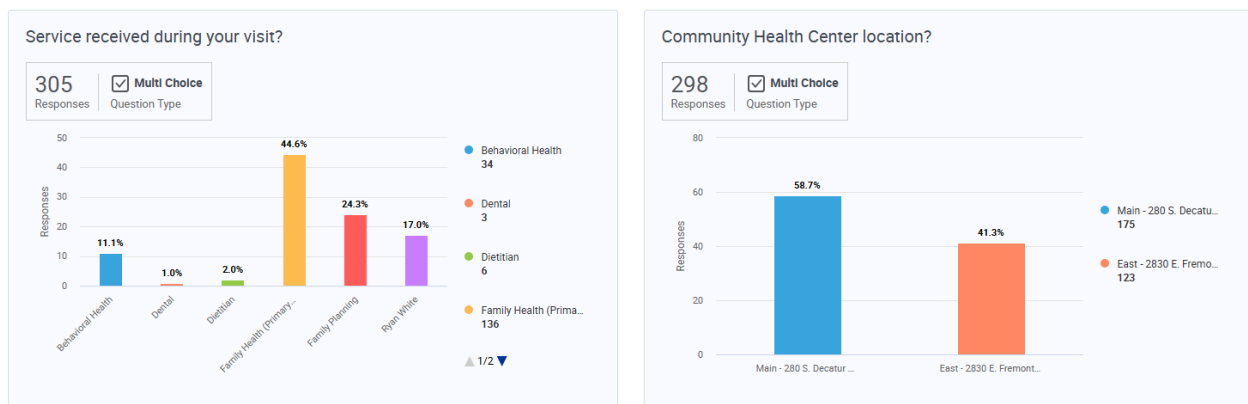 Service received during your visit?
305
Responses
Multi Choice
Question Type
50
40
30
20
10
0
Responses
11.1%
1.0%
2.0%
44.6%
24.3%
17.0%
Behavioral Health
Dental
Dietitian
Family Health (Primary...
Family Planning
Ryan White
Behavioral Health
34
Dental
3
Dietitian
6
Family Health (Prima...
136
1/2
Community Health Center location?
298
Responses
Multi Choice
Question Type
80
60
40
20
0
Responses
58.7%
41.3%
Main - 280 S. Decatur ...
East - 2830 E. Fremont...
Main - 280 S. Decatu...
175
East - 2830 E. Fremo...
123